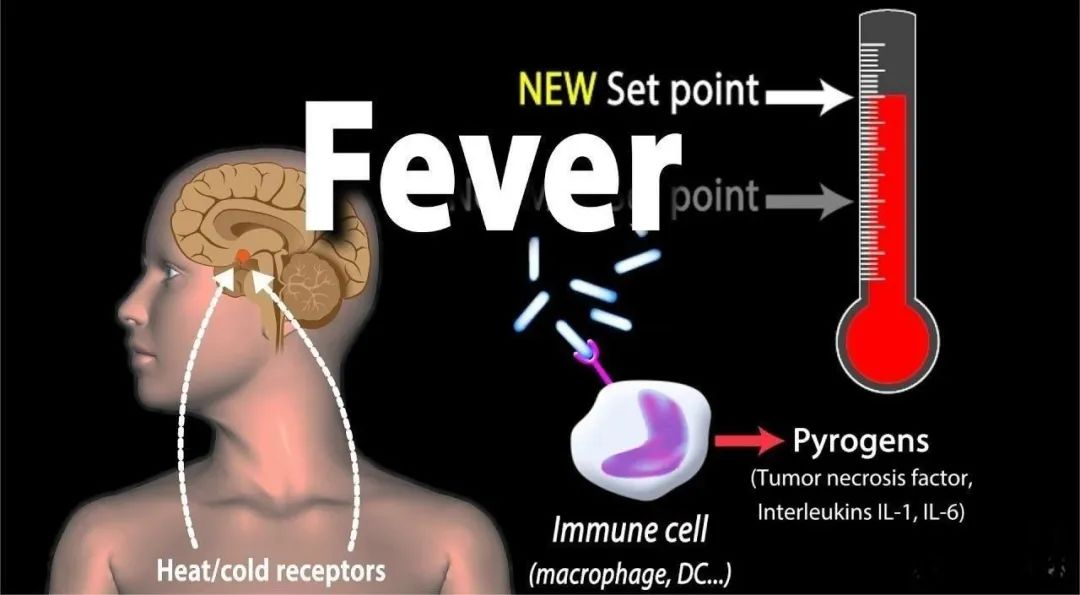 NEW Set point
Fever
point
Pyrogens
(Tumor necrosis factor,
Interleukins IL-1, IL-6)
Immune cell
(macrophage, DC...)
Heat/cold receptors